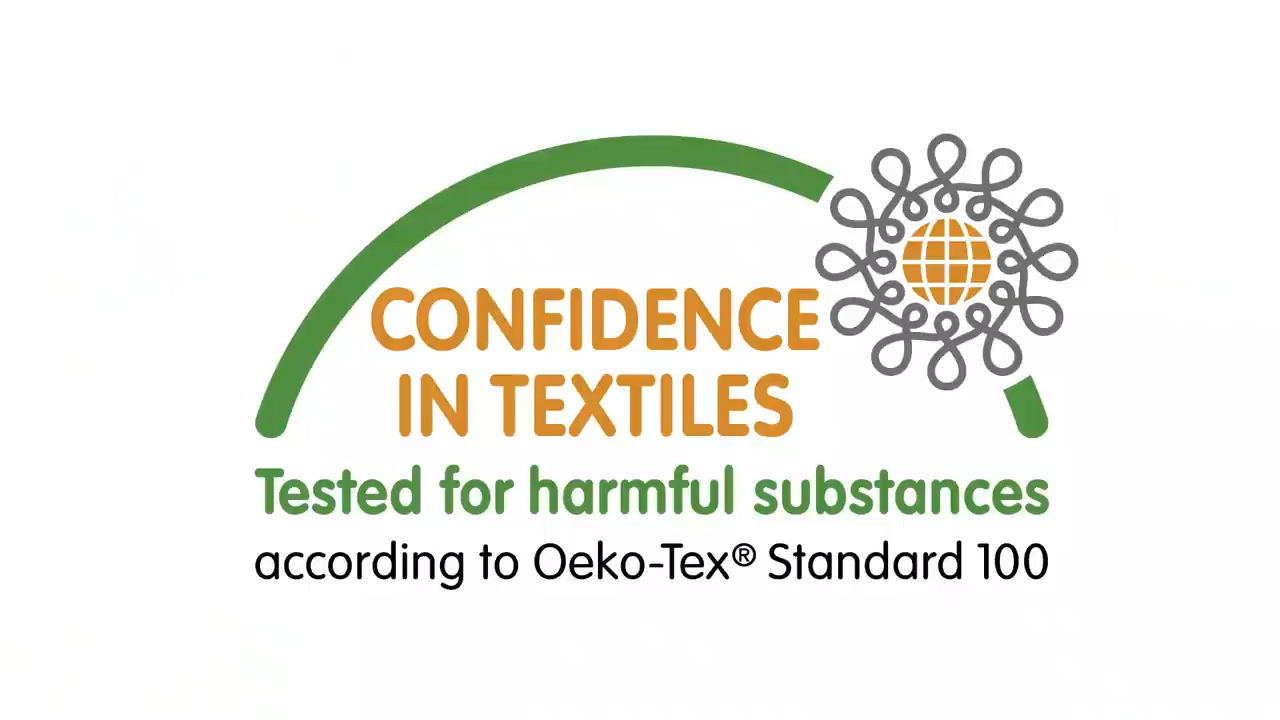 CONFIDENCE
IN TEXTILES
Tested for harmful substances
according to Oeko-Tex® Standard 100